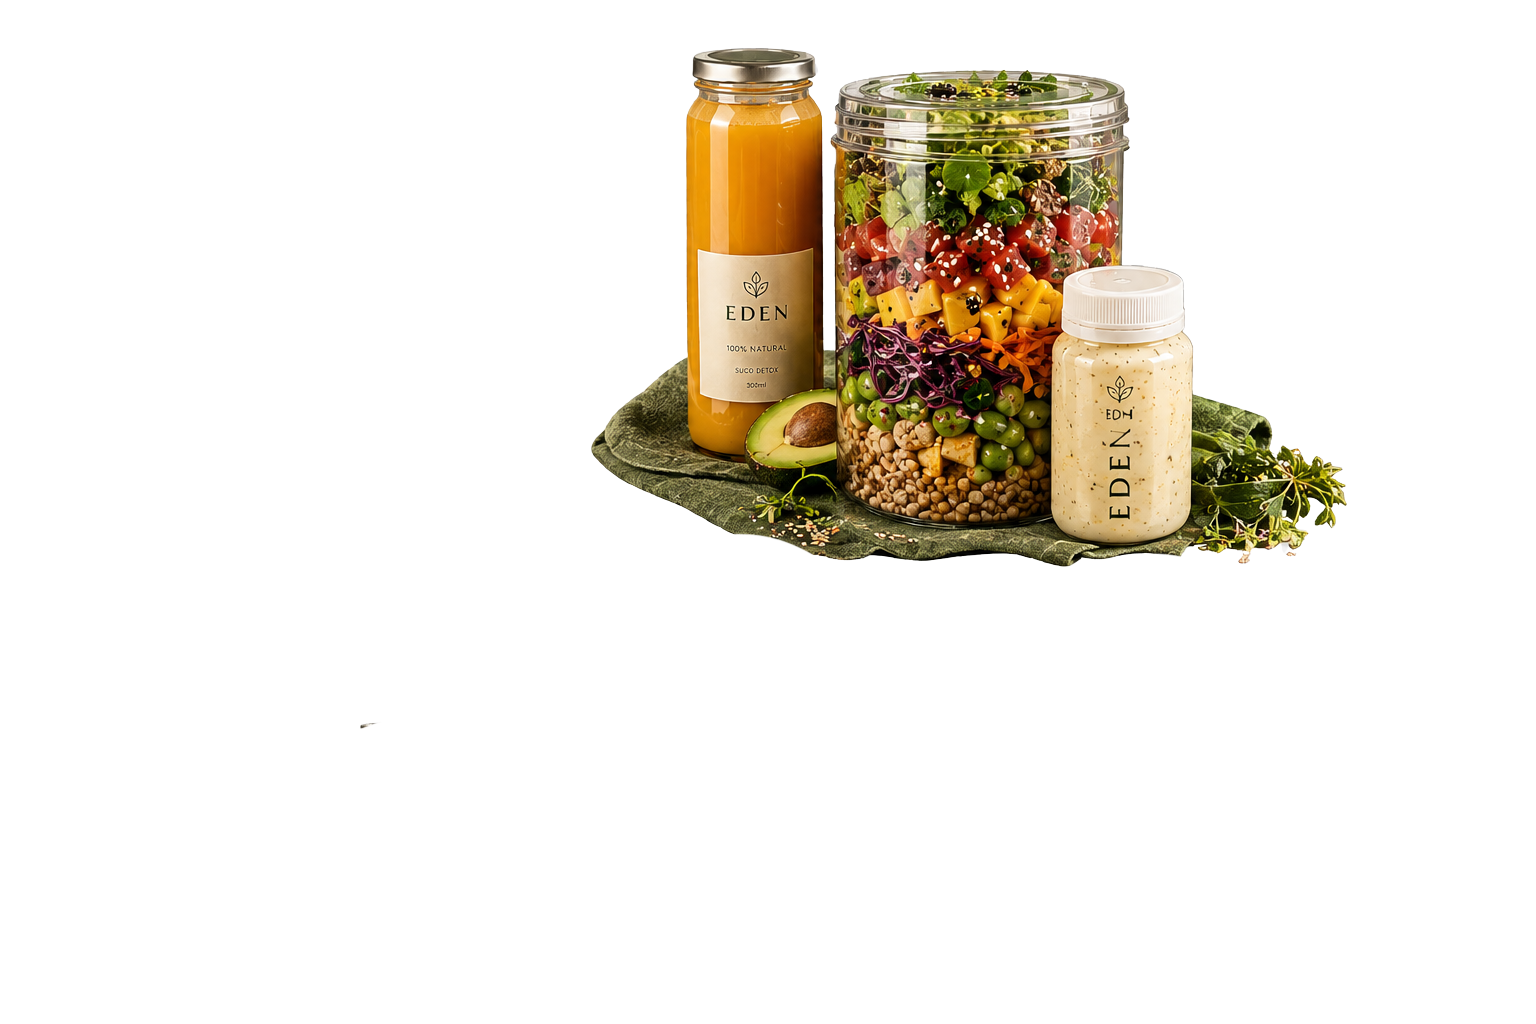 EDEN
100% NATURAL
SUCO DETOX
300ml
EDEN